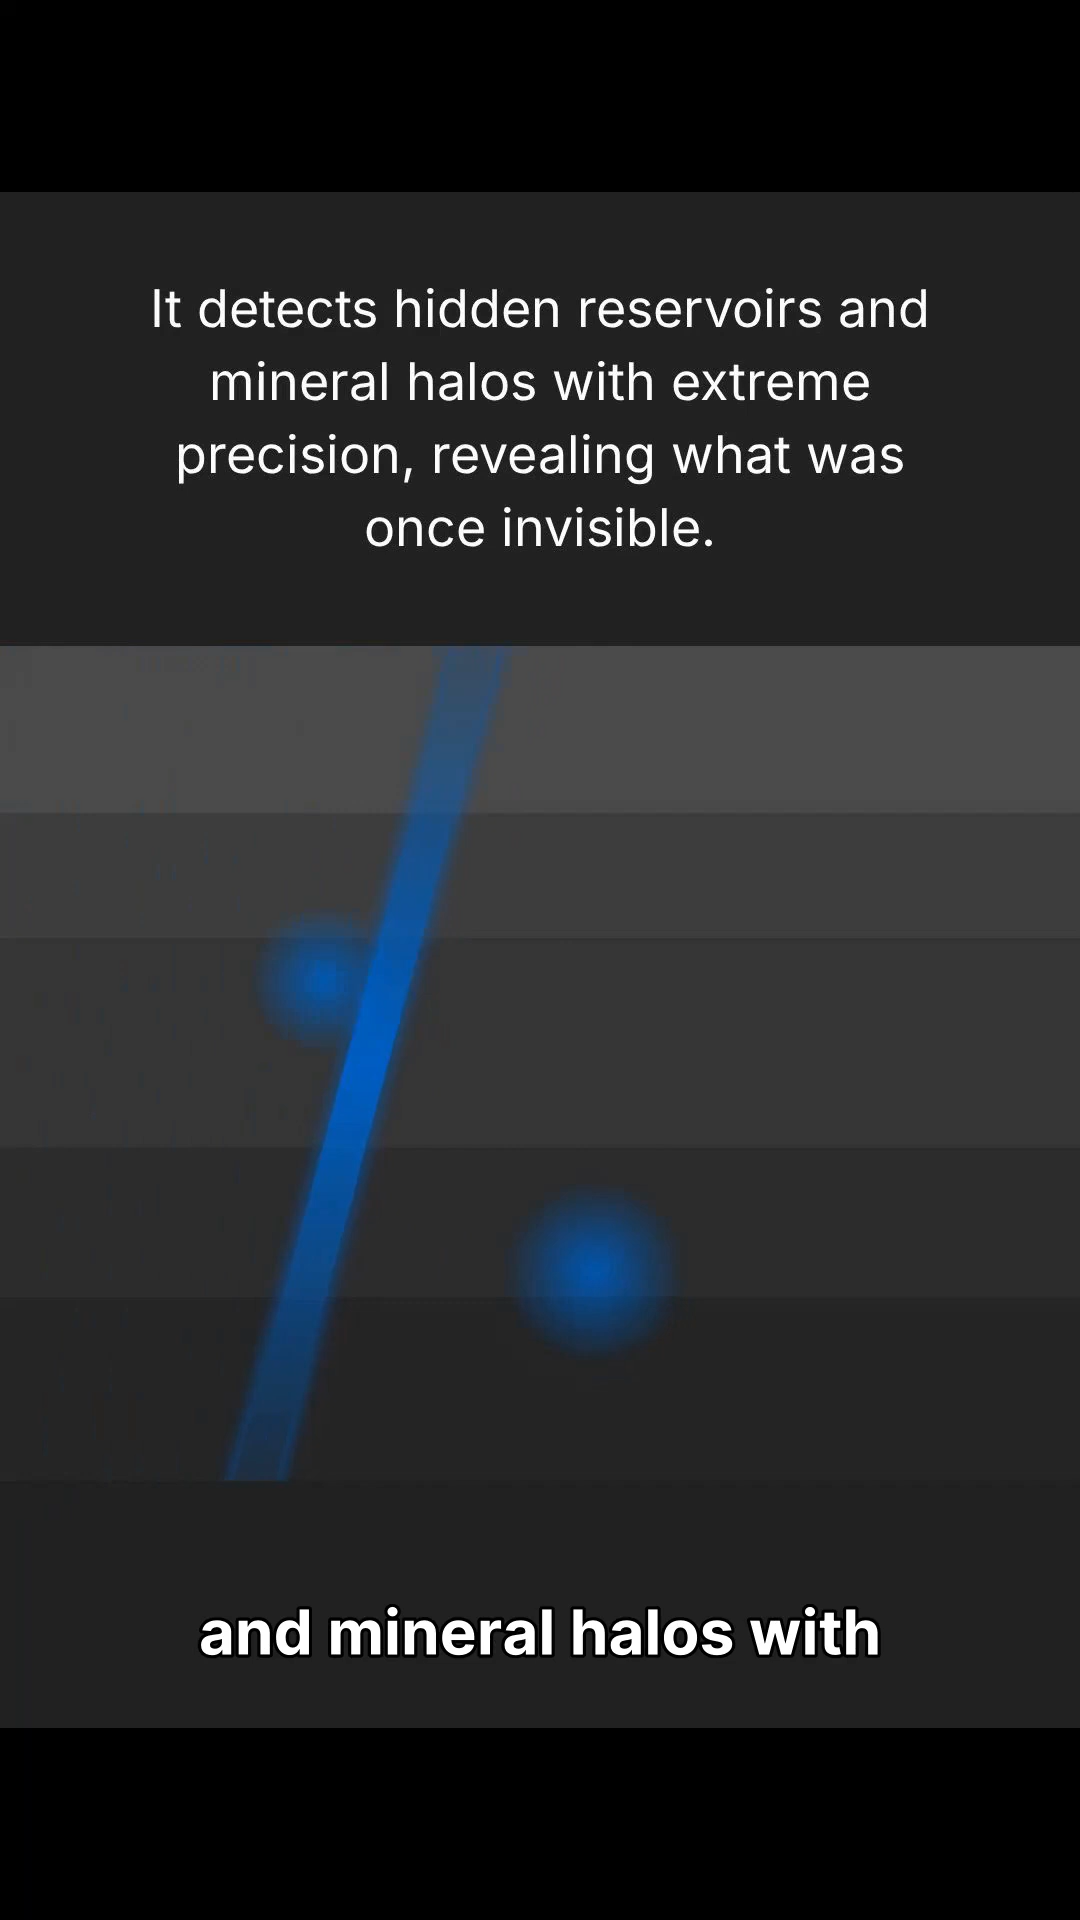 It detects hidden reservoirs and
mineral halos with extreme
precision, revealing what was
once invisible.
and mineral halos with